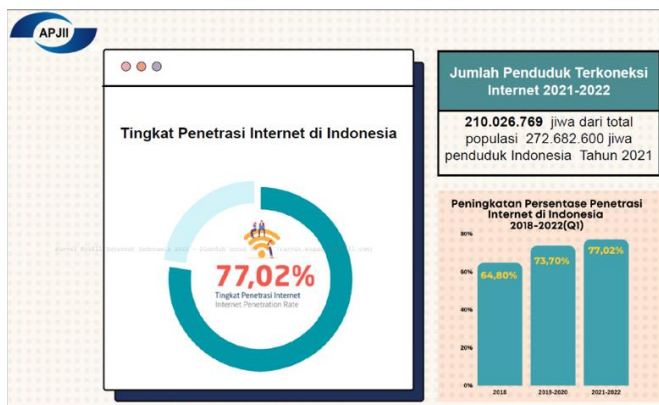 APJII
Tingkat Penetrasi Internet di Indonesia
77,02%
Tingkat Penetrasi Internet
Internet Penetration Rate
Jumlah Penduduk Terkoneksi
Internet 2021-2022
210.026.769 jiwa dari total
populasi 272.682.600 jiwa
penduduk Indonesia Tahun 2021
Peningkatan Persentase Penetrasi
Internet di Indonesia
2018-2022(Q1)
80%
60%
40%
20%
0%
64,80%
73,70%
77,02%
2018
2019-2020
2021-2022